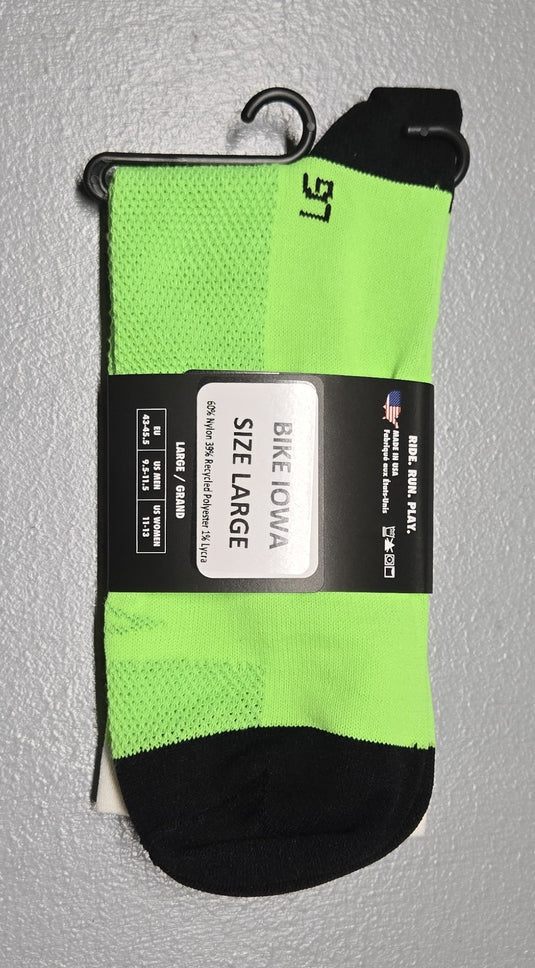 LG
RIDE. RUN. PLAY.
MADE IN USA
Fabriqué aux États-Unis
BIKE IOWA
SIZE LARGE
60% Nylon 39% Recycled Polyester 1% Lycra
LARGE / GRAND
EU US MEN US WOMEN
43-45.5 9.5-11.5 11-13